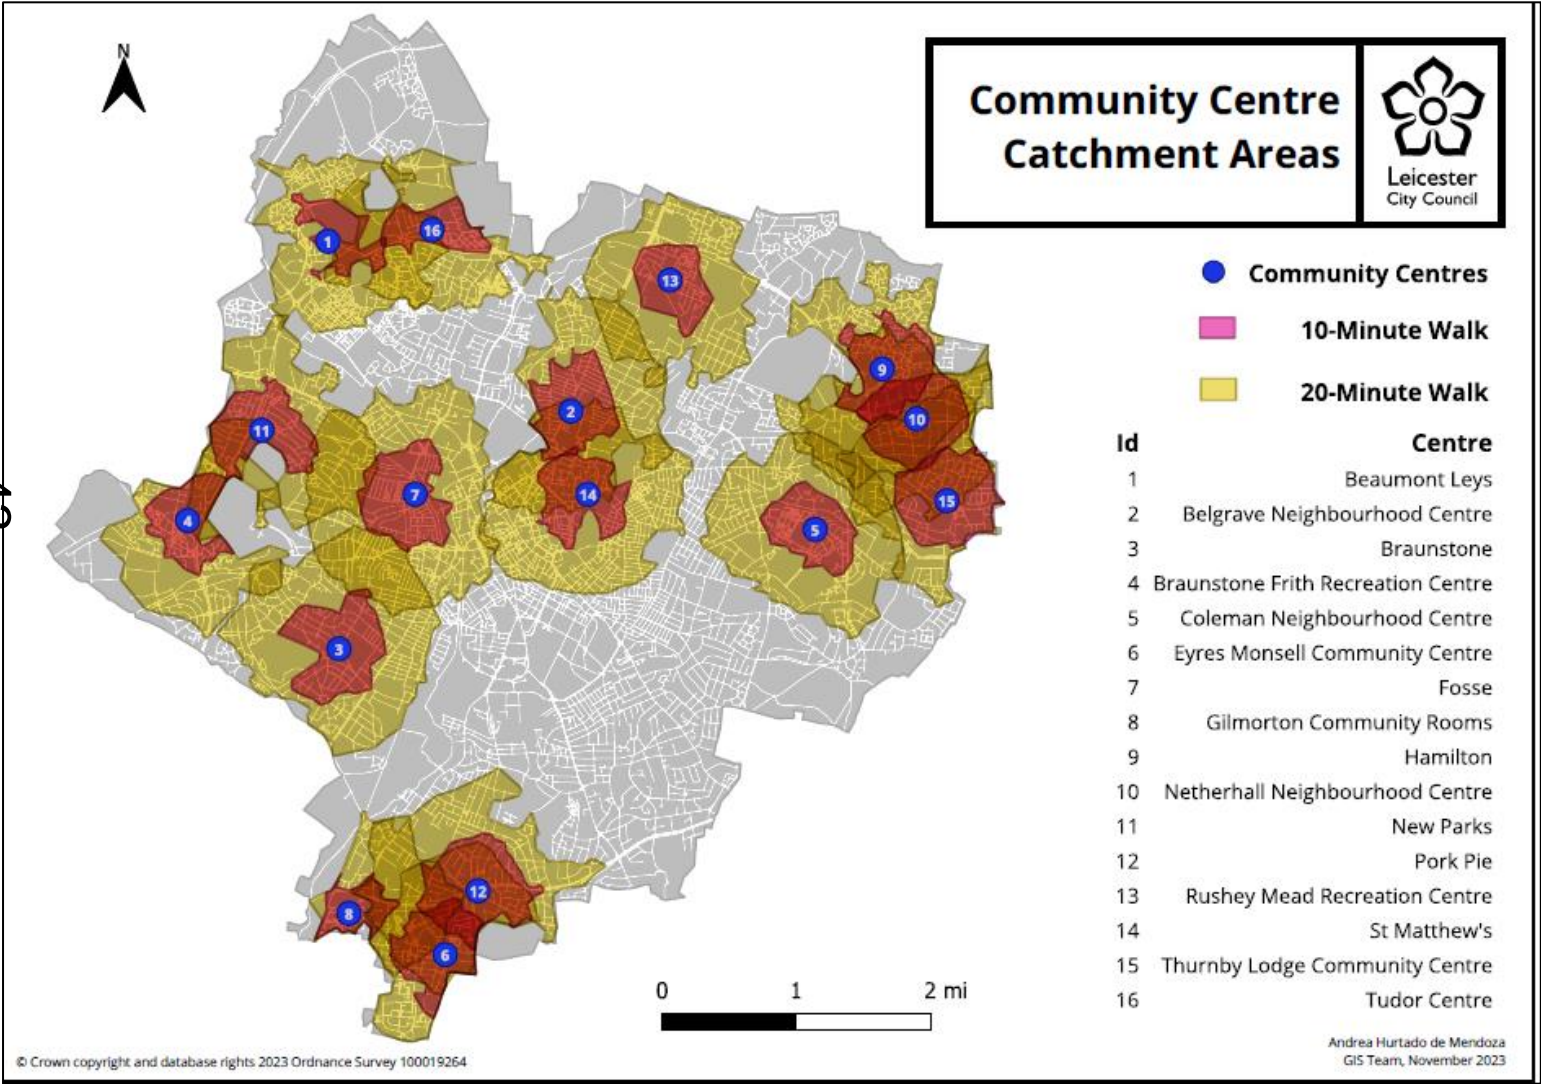 N
Community Centre
Catchment Areas
Leicester
City Council
Community Centres
10-Minute Walk
20-Minute Walk
Id Centre
1 Beaumont Leys
2 Belgrave Neighbourhood Centre
3 Braunstone
4 Braunstone Frith Recreation Centre
5 Coleman Neighbourhood Centre
6 Eyres Monsell Community Centre
7 Fosse
8 Gilmorton Community Rooms
9 Hamilton
10 Netherhall Neighbourhood Centre
11 New Parks
12 Pork Pie
13 Rushey Mead Recreation Centre
14 St Matthew's
15 Thurnby Lodge Community Centre
16 Tudor Centre
1
16
13
9
2
10
11
7
14
15
4
5
3
12
8
6
0 1 2 mi
© Crown copyright and database rights 2023 Ordnance Survey 100019264
Andrea Hurtado de Mendoza
GIS Team, November 2023